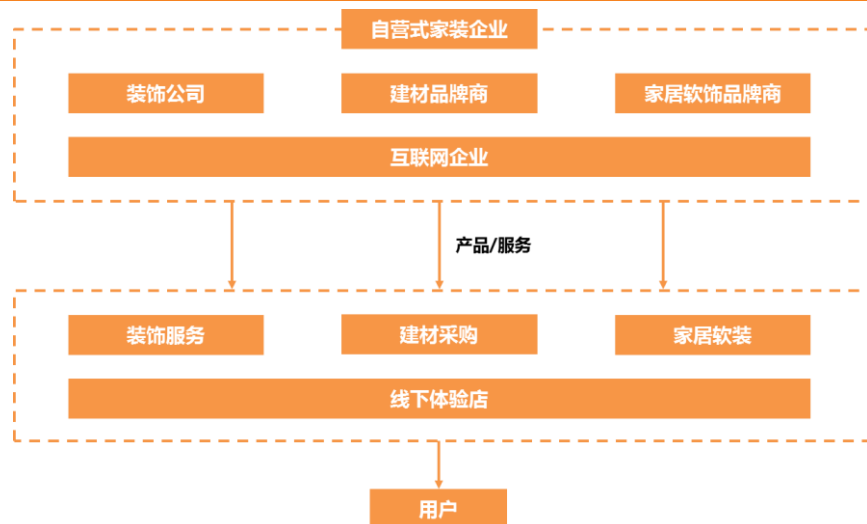 自营式家装企业
装饰公司
建材品牌商
家居软饰品牌商
互联网企业
产品/服务
装饰服务
建材采购
家居软装
线下体验店
用户